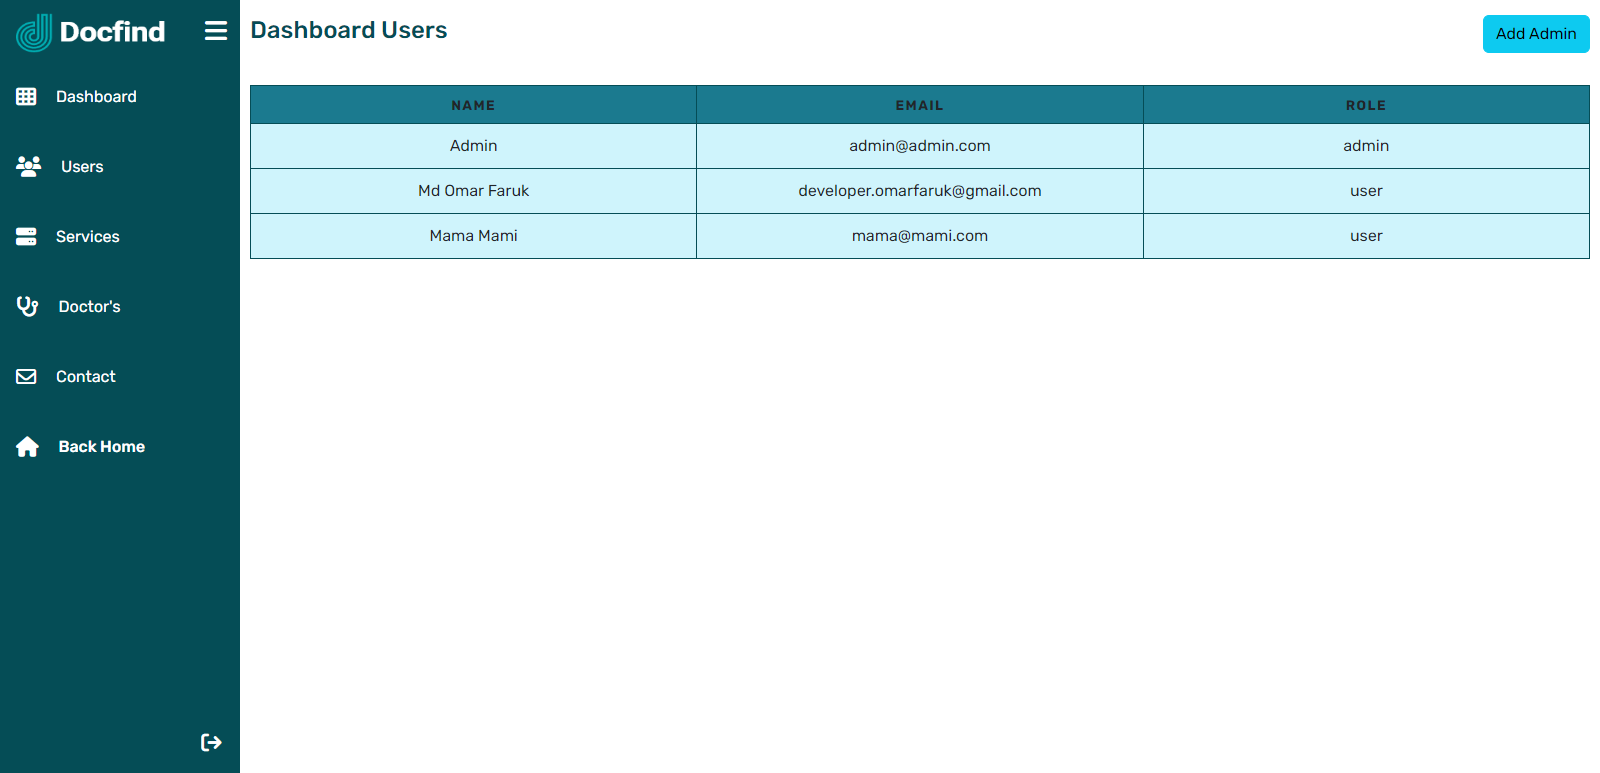 Docfind
Dashboard
Users
Services
Doctor's
Contact
Back Home
Dashboard Users
Add Admin
NAME EMAIL ROLE
Admin admin@admin.com admin
Md Omar Faruk developer.omarfaruk@gmail.com user
Mama Mami mama@mami.com user